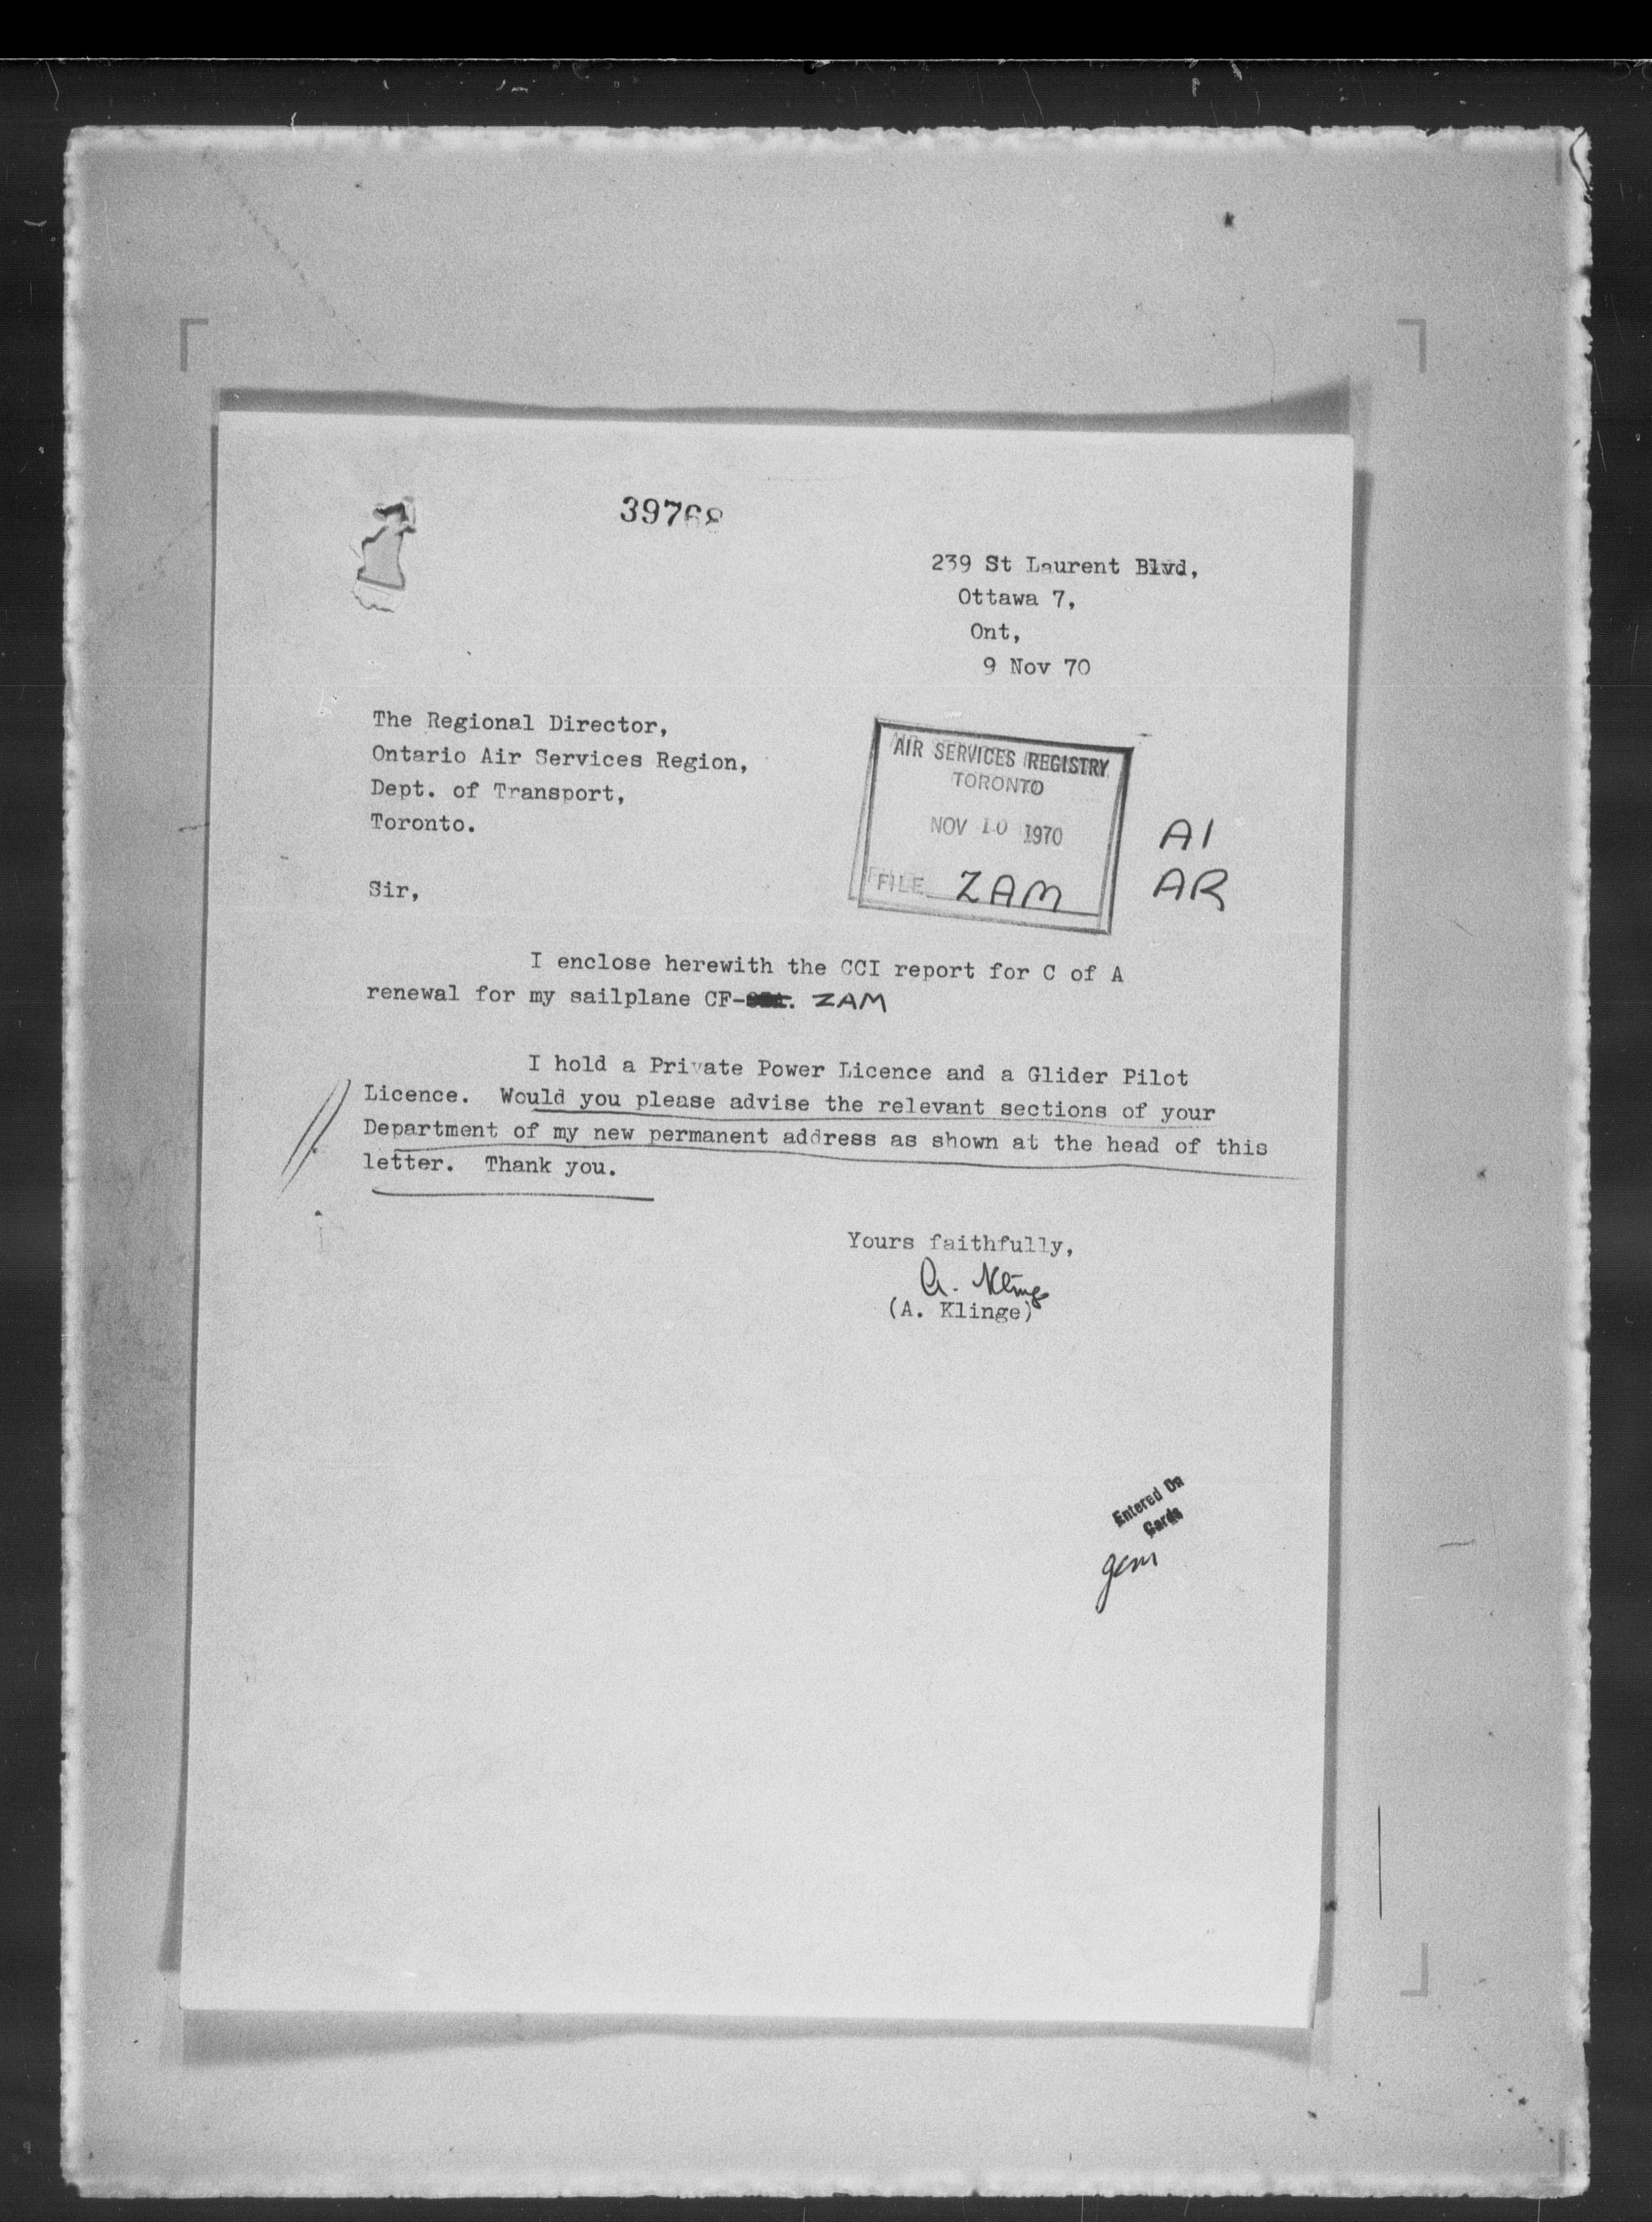 39768
239 St Laurent Blvd,
Ottawa 7,
Ont,
9 Nov 70
The Regional Director,
Ontario Air Services Region,
Dept. of Transport,
Toronto.
AIR SERVICES REGISTRY
TORONTO
NOV 10 1970
FILE ZAM
AI
AR
Sir,
I enclose herewith the CCI report for C of A
renewal for my sailplane CF- . ZAM
I hold a Private Power Licence and a Glider Pilot
Licence. Would you please advise the relevant sections of your
Department of my new permanent address as shown at the head of this
letter. Thank you.
Yours faithfully,
A. Klinge
(A. Klinge)
Entered On
Cards